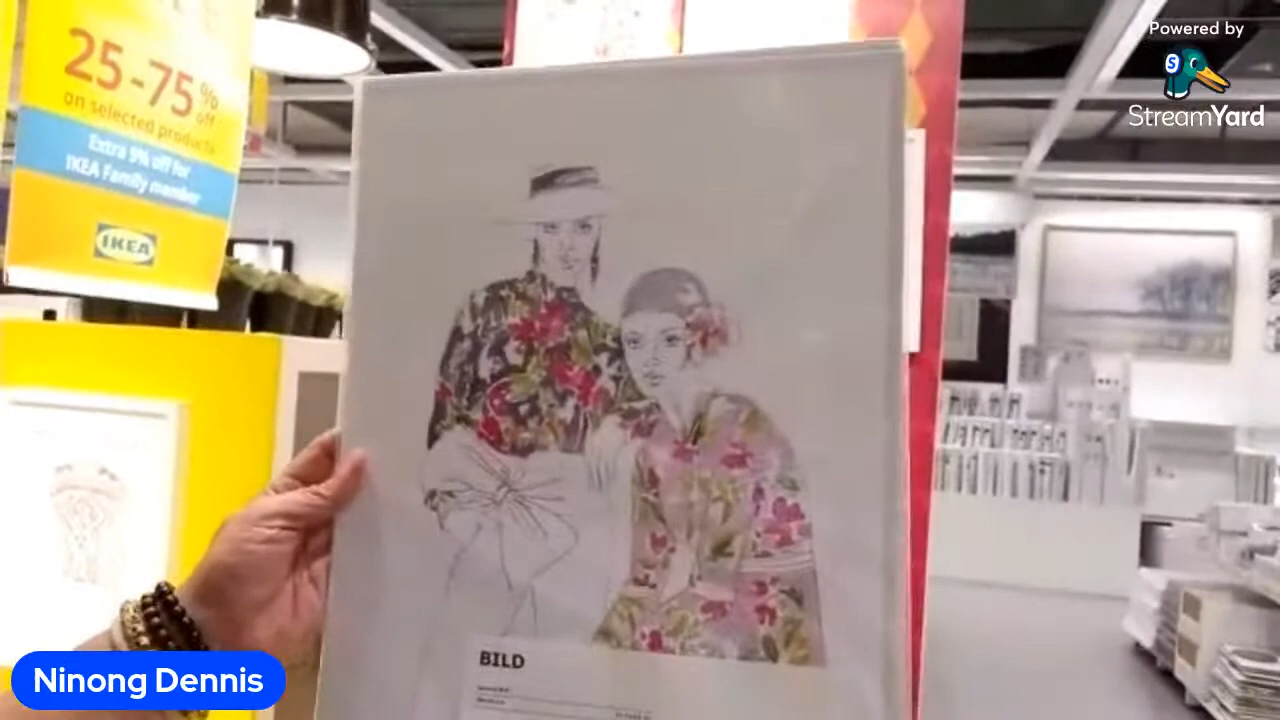 25-75% off
on selected products
Extra 5% off for
IKEA Family member
IKEA
Powered by
StreamYard
BILD
Ninong Dennis